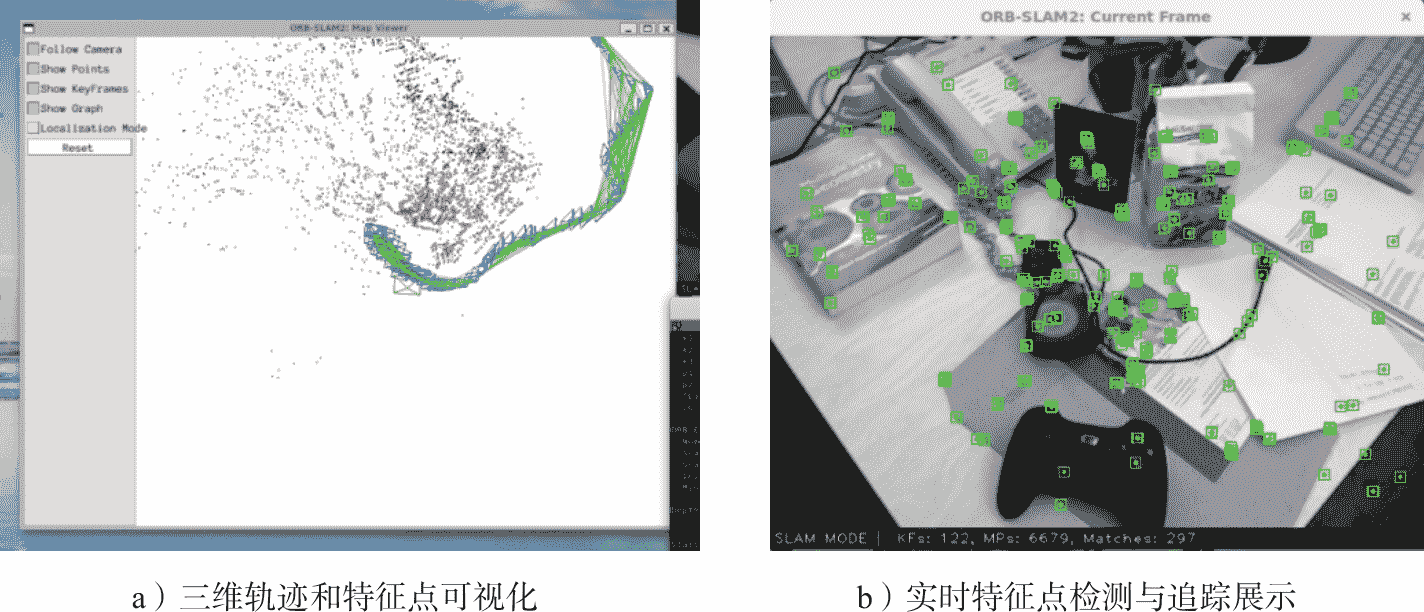 ORB-SLAM2: Map Viewer
Follow Camera
Show Points
Show KeyFrames
Show Graph
Localization Mode
Reset
ORB-SLAM2: Current Frame
SLAM MODE | KFs: 122, MPs: 6679, Matches: 297
a）三维轨迹和特征点可视化
b）实时特征点检测与追踪展示